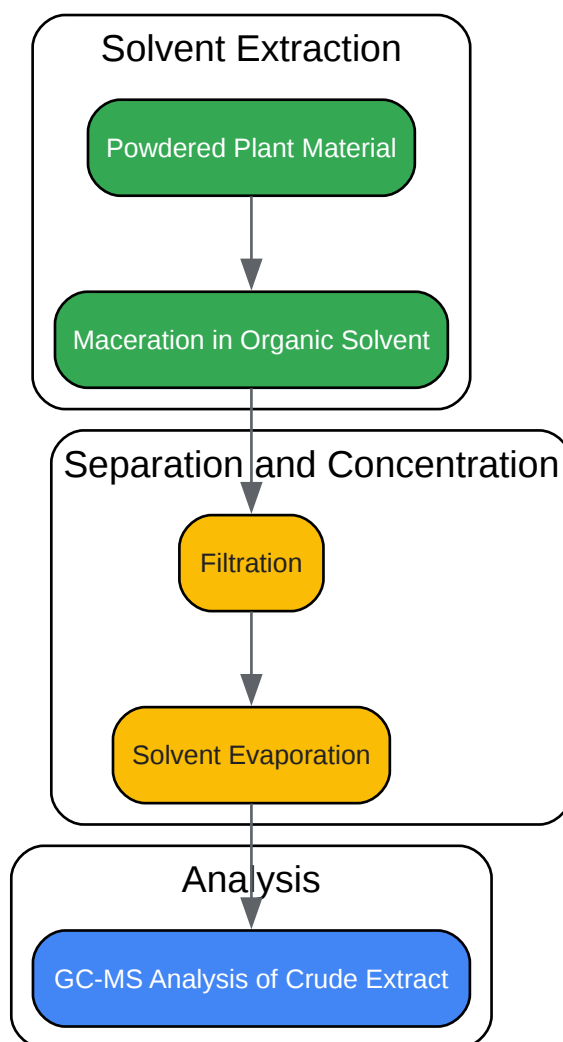 Solvent Extraction
Powdered Plant Material
Maceration in Organic Solvent
Separation and Concentration
Filtration
Solvent Evaporation
Analysis
GC-MS Analysis of Crude Extract